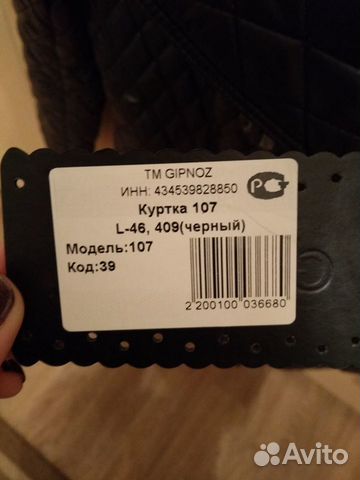 TM GIPNOZ
ИНН: 434539828850
Куртка 107
L-46, 409(черный)
Модель:107
Код:39
2 200100 036680
Avito